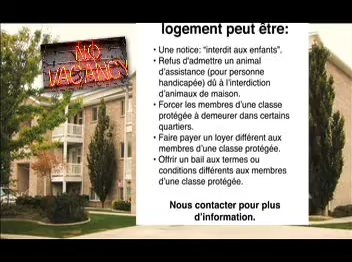 logement peut être:
NO
VACANCY
• Une notice: “interdit aux enfants”.
• Refus d'admettre un animal
d'assistance (pour personne
handicapée) dû à l'interdiction
d'animaux de maison.
• Forcer les membres d'une classe
protégée à demeurer dans certains
quartiers.
• Faire payer un loyer différent aux
membres d'une classe protégée.
• Offrir un bail aux termes ou
conditions différents aux membres
d'une classe protégée.
Nous contacter pour plus
d'information.